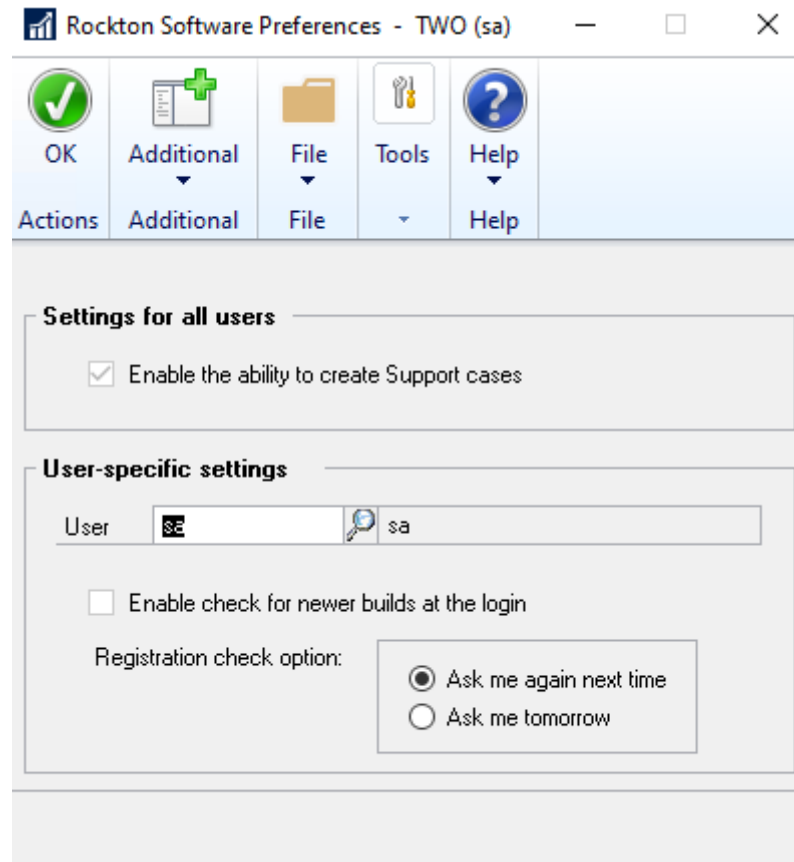 Rockton Software Preferences - TWO (sa)
OK
Additional
File
Tools
Help
Actions
Additional
File
Help
Settings for all users
Enable the ability to create Support cases
User-specific settings
User sa sa
Enable check for newer builds at the login
Registration check option:
Ask me again next time
Ask me tomorrow